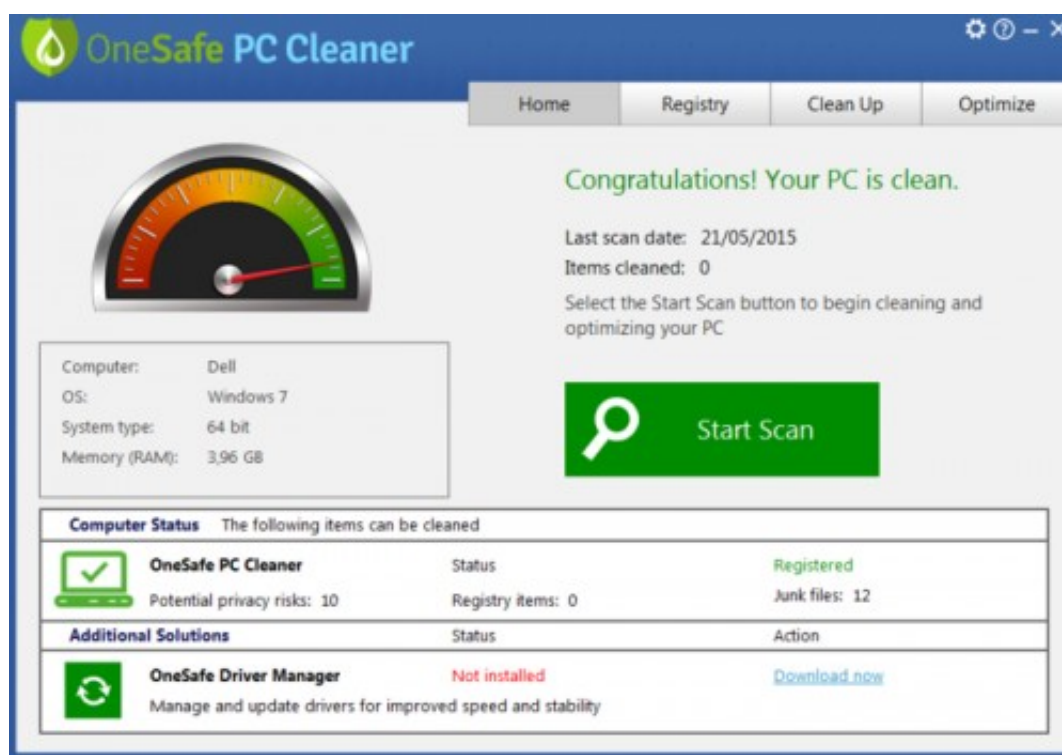 OneSafe PC Cleaner
Home Registry Clean Up Optimize
Congratulations! Your PC is clean.
Last scan date: 21/05/2015
Items cleaned: 0
Select the Start Scan button to begin cleaning and
optimizing your PC
Computer: Dell
OS: Windows 7
System type: 64 bit
Memory (RAM): 3,96 GB
Start Scan
Computer Status The following items can be cleaned
OneSafe PC Cleaner Status Registered
Potential privacy risks: 10 Registry items: 0 Junk files: 12
Additional Solutions Status Action
OneSafe Driver Manager Not installed Download now
Manage and update drivers for improved speed and stability